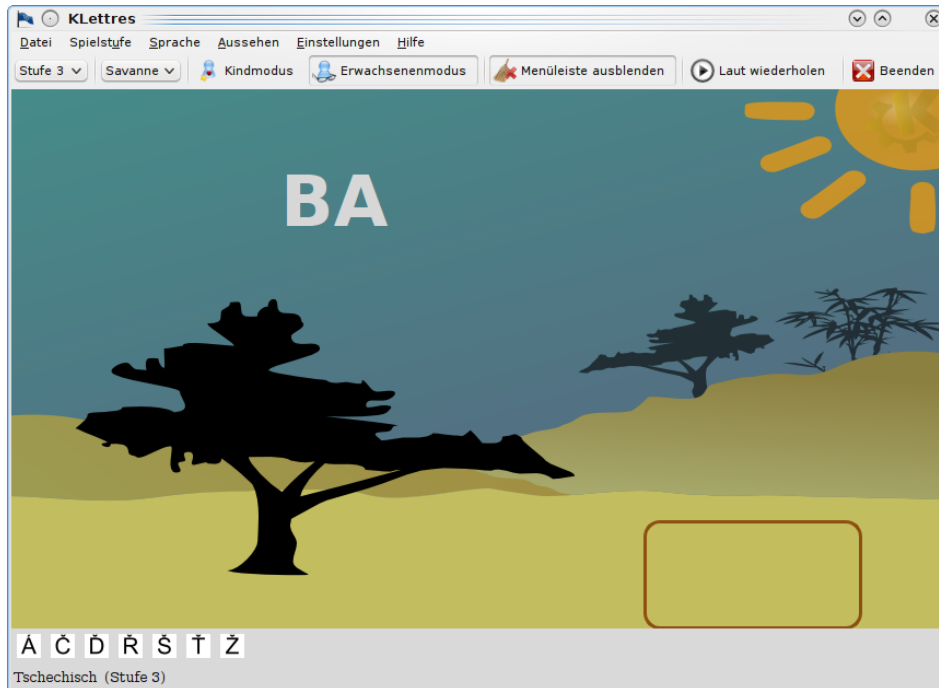 KLettres
Datei Spielstufe Sprache Aussehen Einstellungen Hilfe
Stufe 3 Savanne Kindmodus Erwachsenenmodus Menüleiste ausblenden Laut wiederholen Beenden
BA
Á Č Ď Ř Š Ť Ž
Tschechisch (Stufe 3)